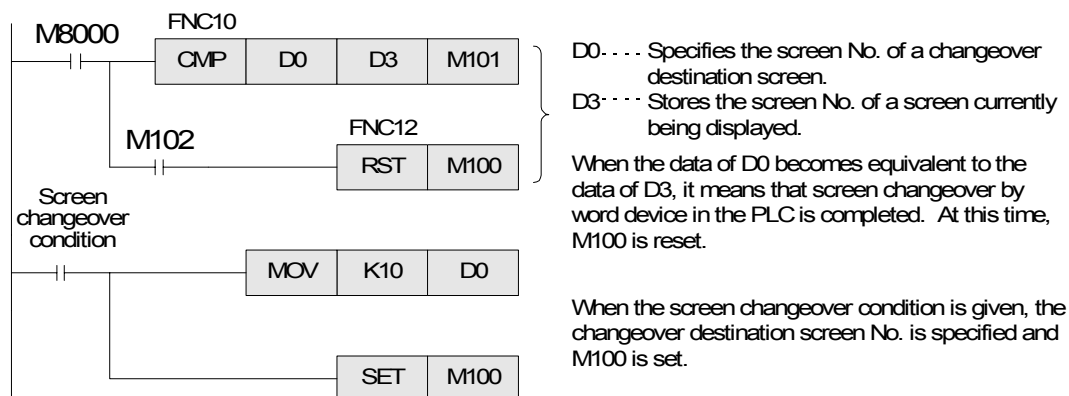 M8000
FNC10
CMP D0 D3 M101
M102
FNC12
RST M100
D0 - - - - Specifies the screen No. of a changeover
destination screen.
D3 - - - - Stores the screen No. of a screen currently
being displayed.
When the data of D0 becomes equivalent to the
data of D3, it means that screen changeover by
word device in the PLC is completed. At this time,
M100 is reset.
Screen
changeover
condition
MOV K10 D0
SET M100
When the screen changeover condition is given, the
changeover destination screen No. is specified and
M100 is set.